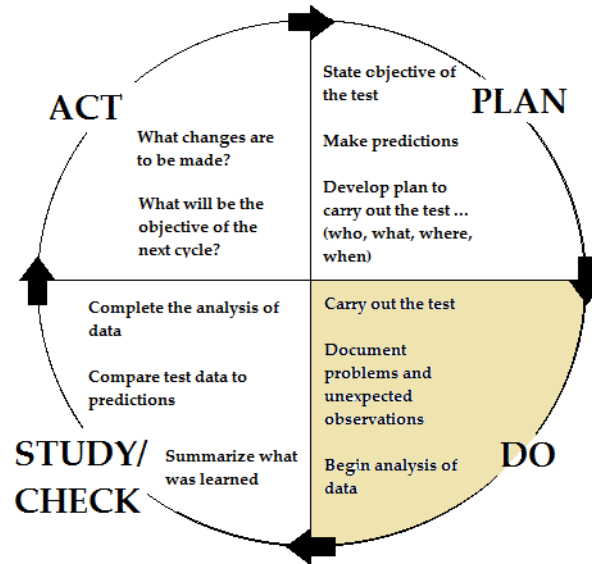 ACT
What changes are
to be made?
What will be the
objective of the
next cycle?
PLAN
State objective of
the test
Make predictions
Develop plan to
carry out the test ...
(who, what, where,
when)
DO
Carry out the test
Document
problems and
unexpected
observations
Begin analysis of
data
STUDY/
CHECK
Complete the analysis of
data
Compare test data to
predictions
Summarize what
was learned